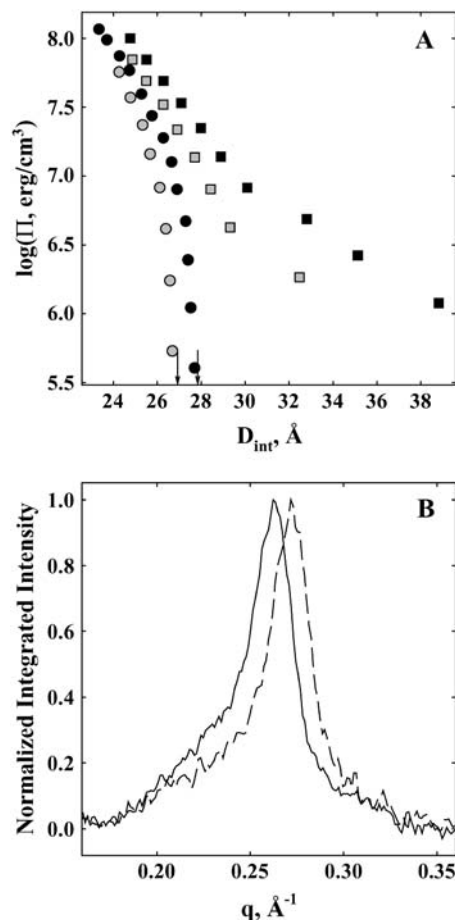 A
8.0
7.5
7.0
6.5
6.0
5.5
log(Π, erg/cm³)
24 26 28 30 32 34 36 38
D_int, Å
B
1.0
0.8
0.6
0.4
0.2
0.0
Normalized Integrated Intensity
0.20 0.25 0.30 0.35
q, Å⁻¹